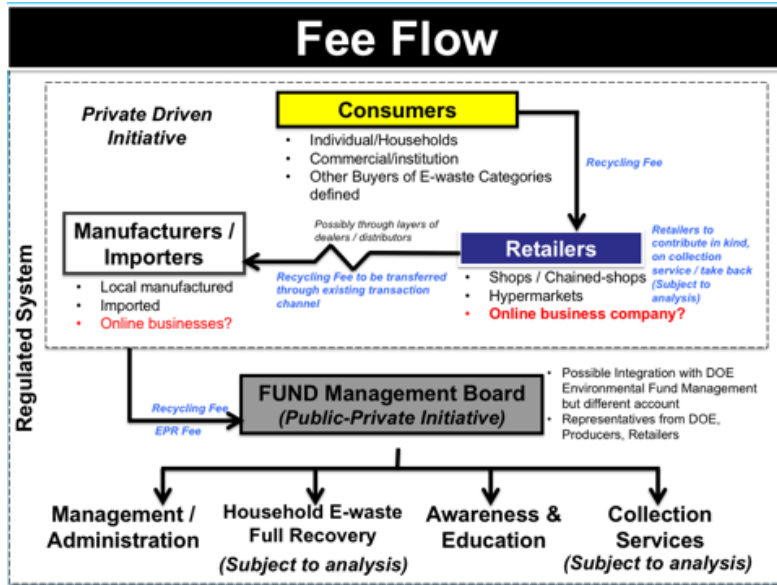 Fee Flow
Private Driven
Initiative
Consumers
• Individual/Households
• Commercial/institution
• Other Buyers of E-waste Categories
defined
Recycling Fee
Manufacturers /
Importers
• Local manufactured
• Imported
• Online businesses?
Possibly through layers of
dealers / distributors
Recycling Fee to be transferred
through existing transaction
channel
Retailers
• Shops / Chained-shops
• Hypermarkets
• Online business company?
Retailers to
contribute in kind,
on collection
service / take back
(Subject to
analysis)
Regulated System
Recycling Fee
EPR Fee
FUND Management Board
(Public-Private Initiative)
• Possible Integration with DOE
Environmental Fund Management
but different account
• Representatives from DOE,
Producers, Retailers
Management /
Administration
Household E-waste
Full Recovery
(Subject to analysis)
Awareness &
Education
Collection
Services
(Subject to analysis)